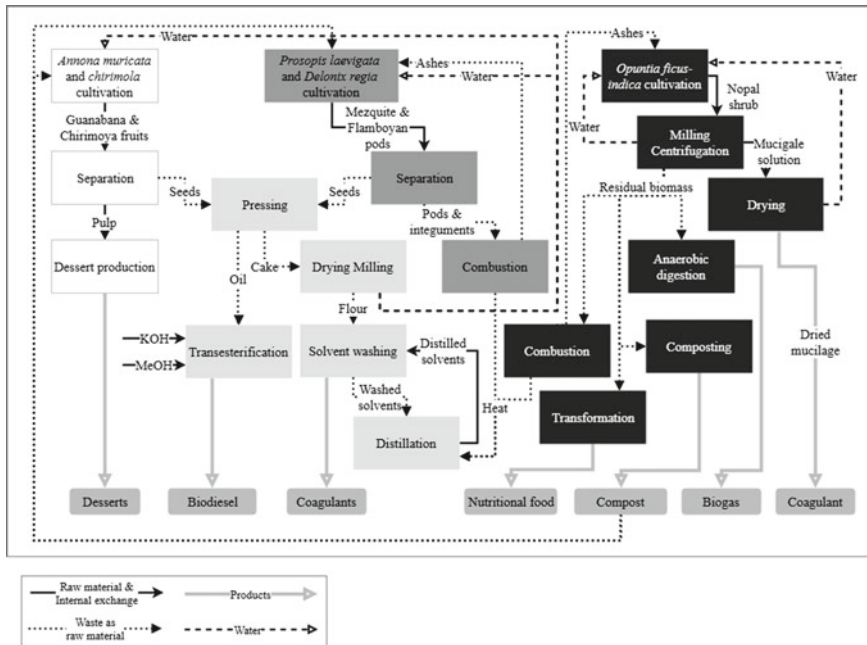 Water
Ashes
Annona muricata
and chirimola
cultivation
Prosopis laevigata
and Delonix regia
cultivation
Ashes
Water
Opuntia ficus-
indica cultivation
Water
Nopal
shrub
Guanabana &
Chirimoya fruits
Mezquite &
Flamboyan
pods
Water
Milling
Centrifugation
Mucigale
solution
Separation
Seeds
Pressing
Seeds
Separation
Residual biomass
Drying
Pulp
Pods &
integuments
Dessert production
Oil
Cake
Drying Milling
Combustion
Anaerobic
digestion
Flour
KOH
MeOH
Transesterification
Solvent washing
Distilled
solvents
Combustion
Composting
Dried
mucilage
Washed
solvents
Heat
Transformation
Distillation
Desserts
Biodiesel
Coagulants
Nutritional food
Compost
Biogas
Coagulant
Raw material &
Internal exchange
Products
Waste as
raw material
Water